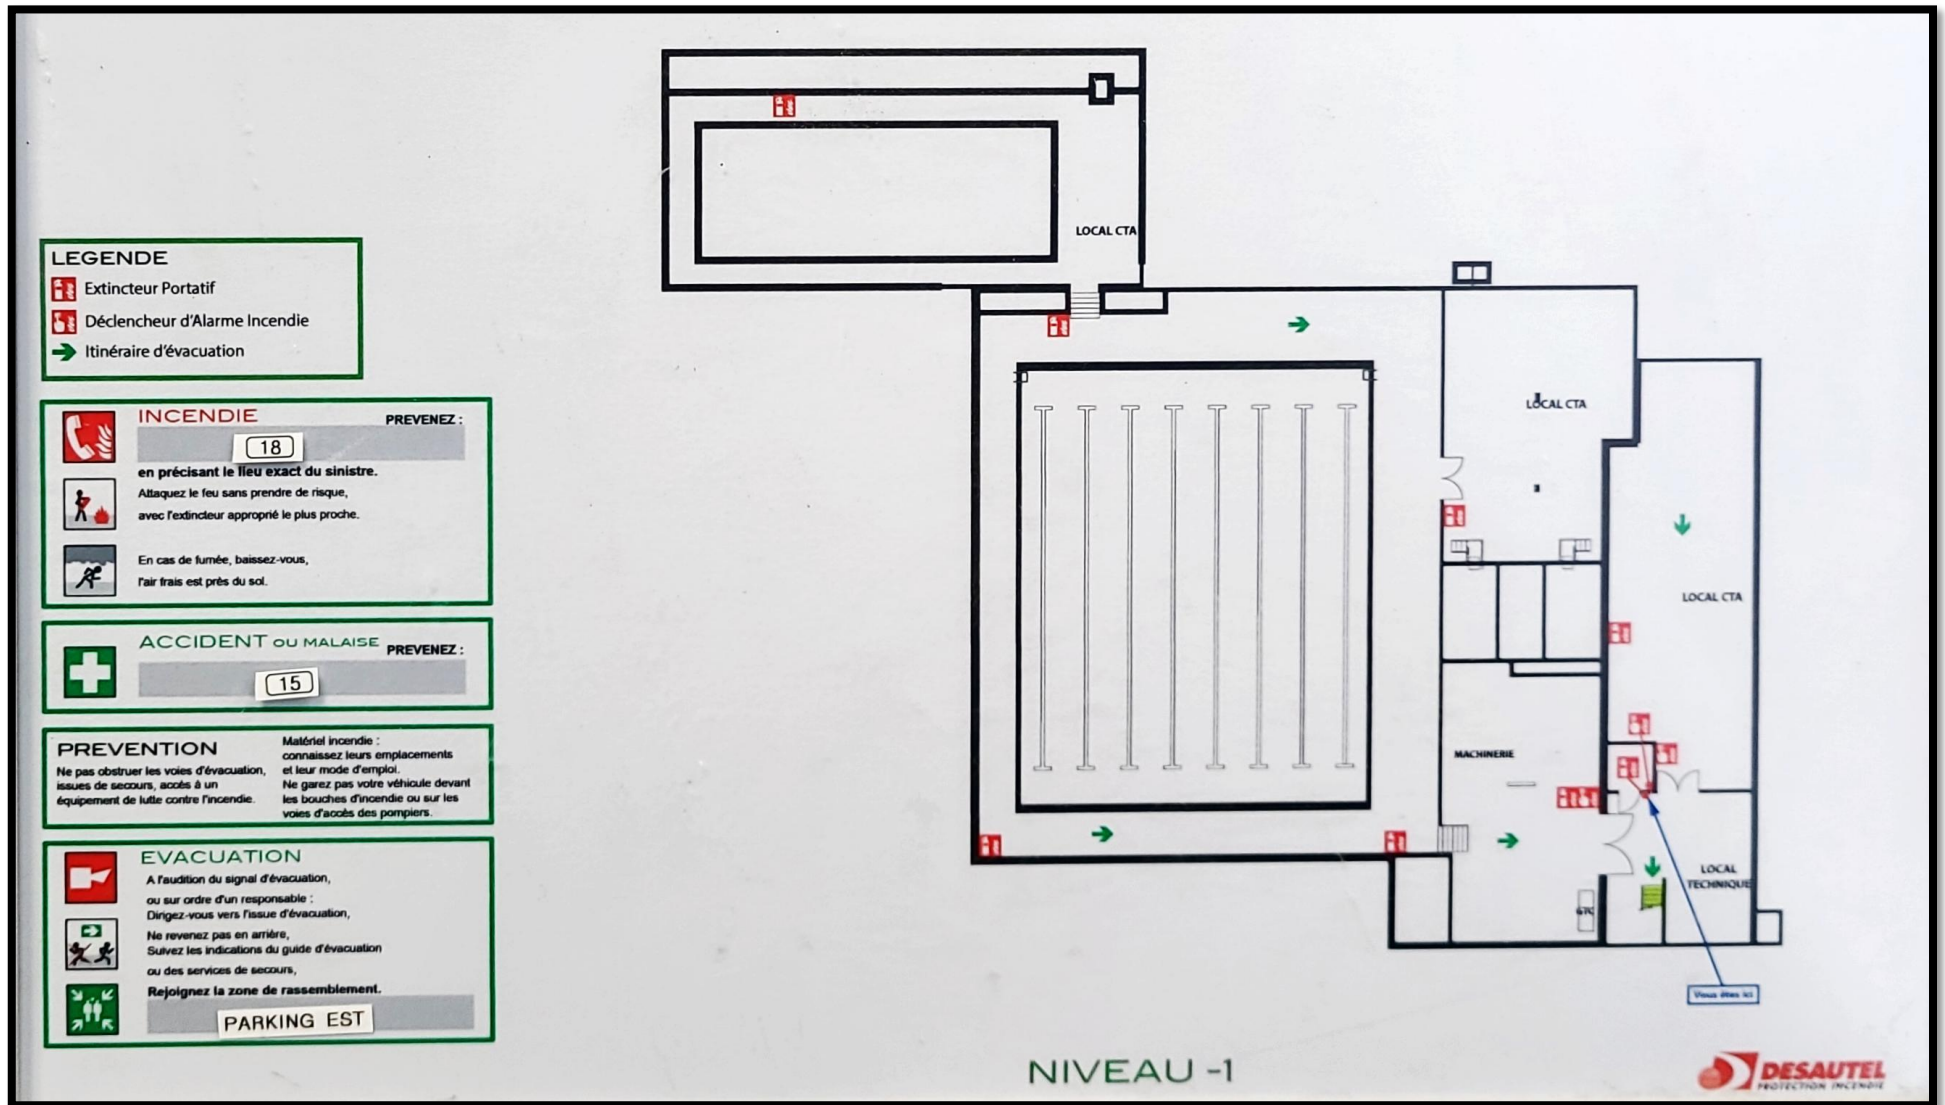 LEGENDE
Extincteur Portatif
Déclencheur d'Alarme Incendie
Itinéraire d'évacuation
INCENDIE
PREVENEZ :
18
en précisant le lieu exact du sinistre.
Attaquez le feu sans prendre de risque,
avec l'extincteur approprié le plus proche.
En cas de fumée, baissez-vous,
l'air frais est près du sol.
ACCIDENT OU MALAISE
PREVENEZ :
15
PREVENTION
Ne pas obstruer les voies d'évacuation,
issues de secours, accès à un
équipement de lutte contre l'incendie.
Matériel incendie :
connaissez leurs emplacements
et leur mode d'emploi.
Ne garez pas votre véhicule devant
les bouches d'incendie ou sur les
voies d'accès des pompiers.
EVACUATION
A l'audition du signal d'évacuation,
ou sur ordre d'un responsable :
Dirigez-vous vers l'issue d'évacuation,
Ne revenez pas en arrière,
Suivez les indications du guide d'évacuation
ou des services de secours,
Rejoignez la zone de rassemblement.
PARKING EST
LOCAL CTA
LOCAL CTA
LOCAL CTA
MACHINERIE
LOCAL
TECHNIQUE
GTC
Vous êtes ici
NIVEAU -1
DESAUTEL
PROTECTION INCENDIE